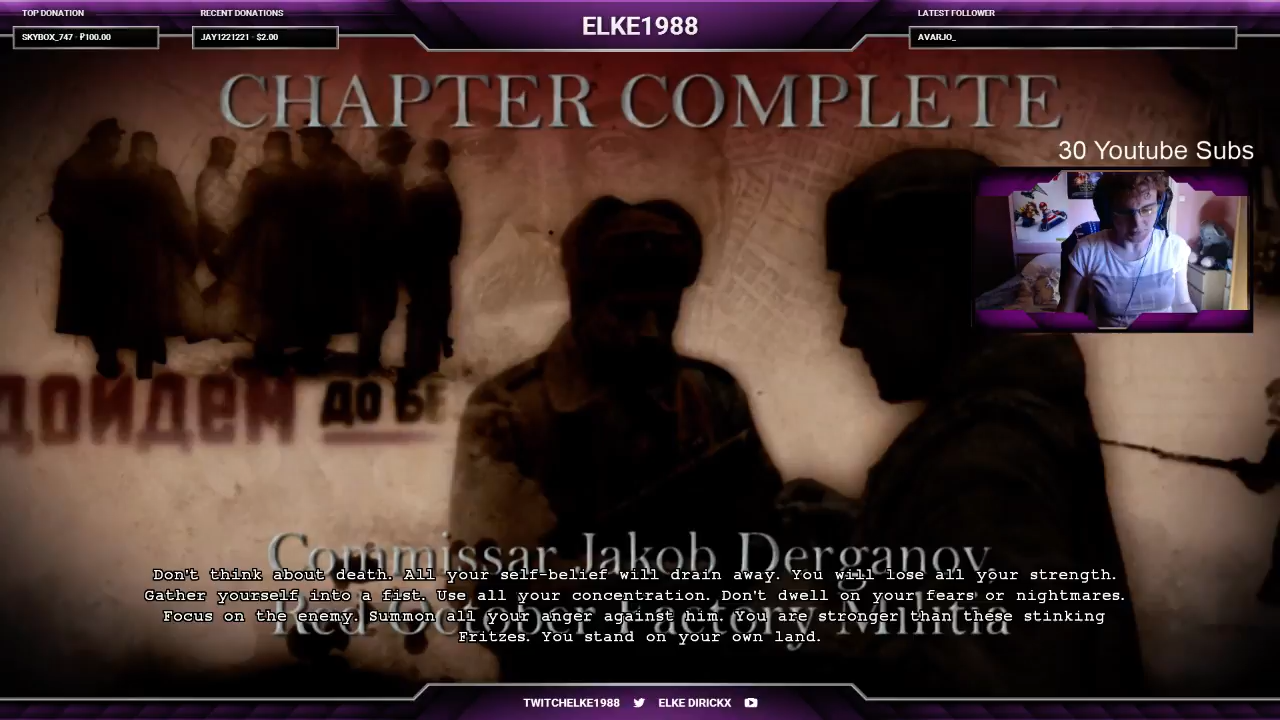 TOP DONATION
RECENT DONATIONS
ELKE1988
LATEST FOLLOWER
SKYBOX_747 - ₽100.00
JAY1221221 - $2.00
AVARJO_
CHAPTER COMPLETE
30 Youtube Subs
ДОЙДЕМ ДО БЕ
Commissar Jakob Derganov,
Red October Factory Militia
Don't think about death. All your self-belief will drain away. You will lose all your strength.
Gather yourself into a fist. Use all your concentration. Don't dwell on your fears or nightmares.
Focus on the enemy. Summon all your anger against him. You are stronger than these stinking
Fritzes. You stand on your own land.
TWITCHELKE1988 ELKE DIRICKX